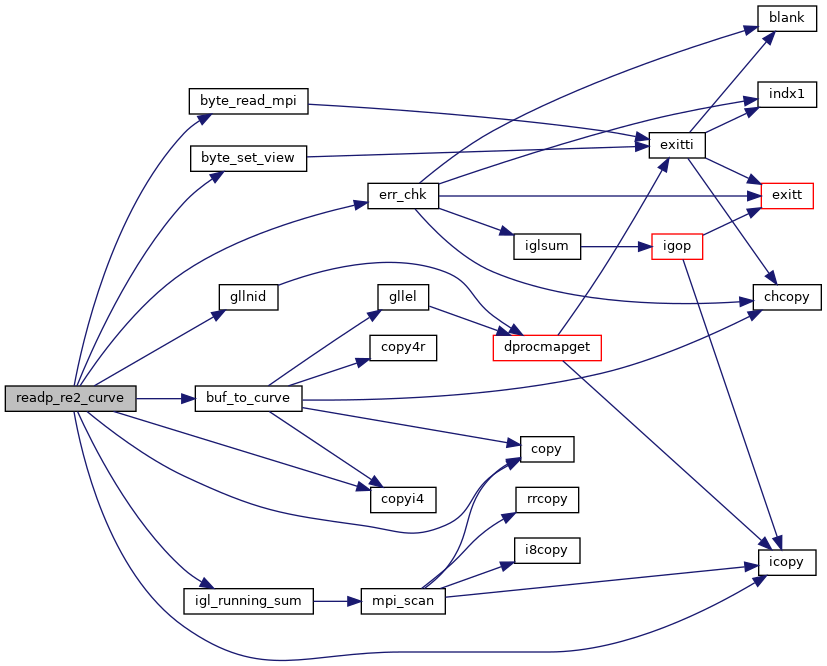 blank
indx1
byte_read_mpi
exitti
byte_set_view
err_chk
exitt
iglsum
igop
gllnid
gllel
chcopy
copy4r
dprocmapget
readp_re2_curve
buf_to_curve
copy
copyi4
rrcopy
i8copy
icopy
igl_running_sum
mpi_scan